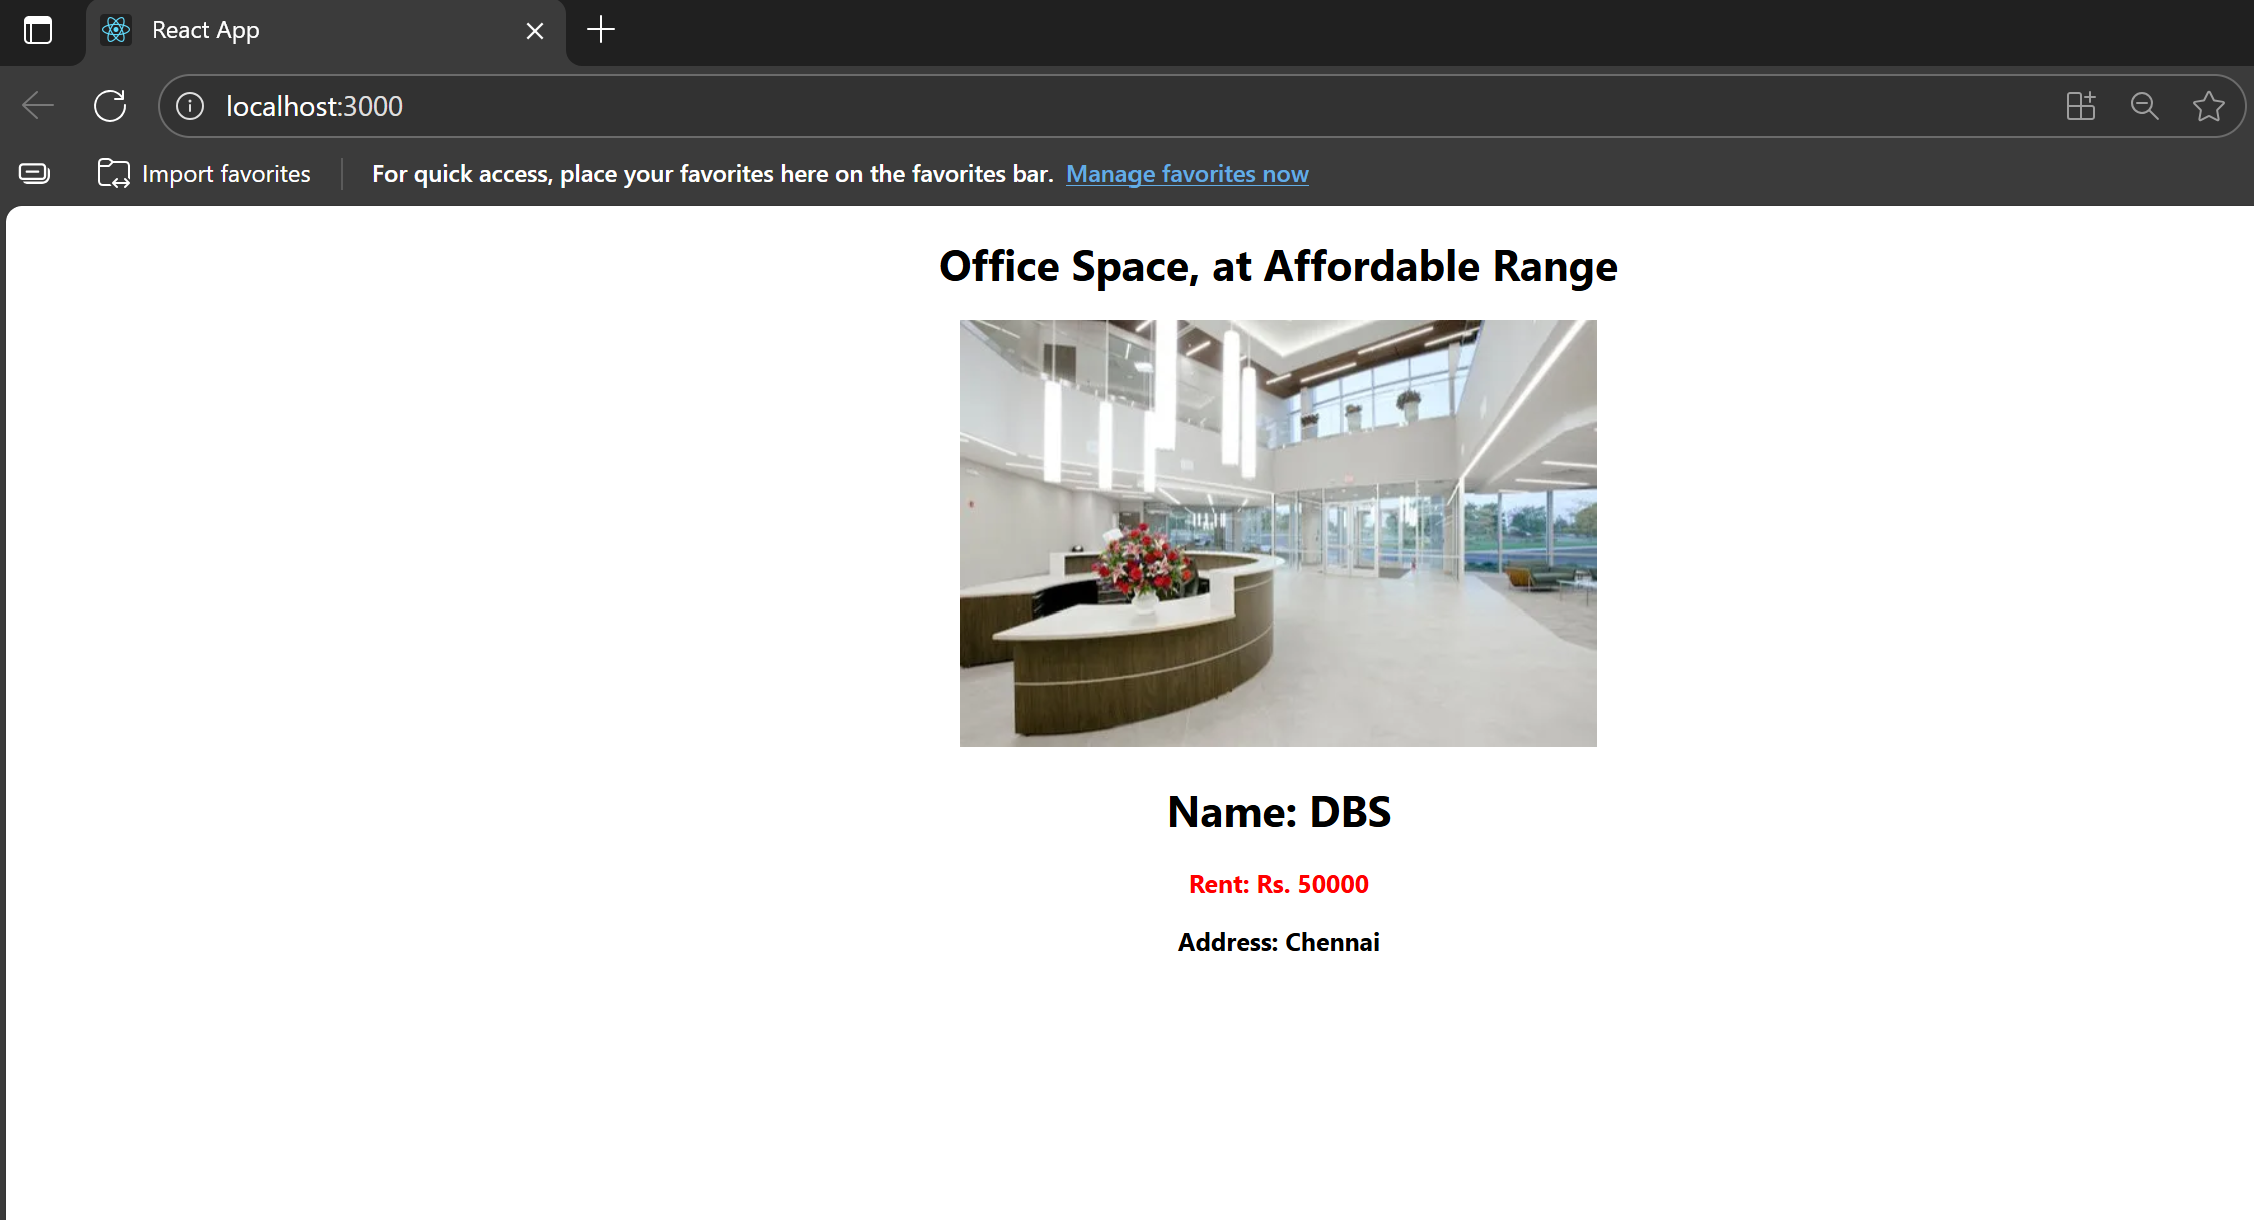 React App
localhost:3000
Import favorites
For quick access, place your favorites here on the favorites bar. Manage favorites now
Office Space, at Affordable Range
Name: DBS
Rent: Rs. 50000
Address: Chennai